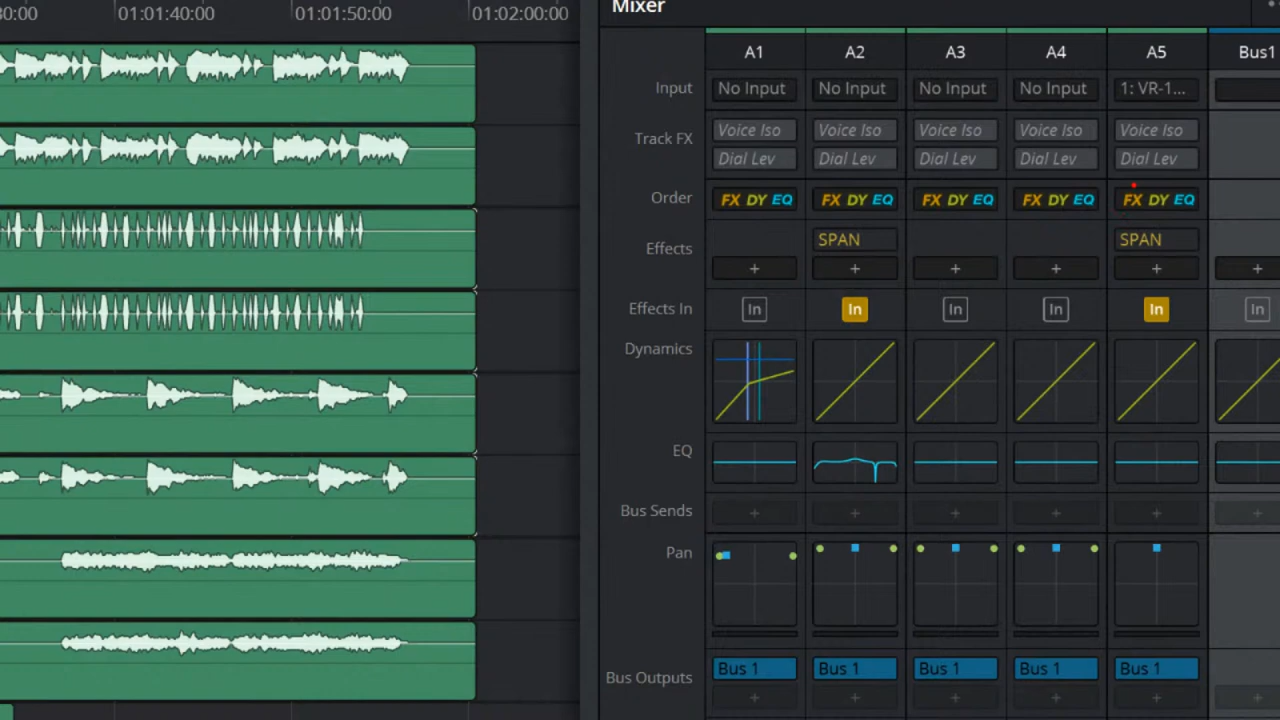 30:00 01:01:40:00 01:01:50:00 01:02:00:00
Mixer
A1 A2 A3 A4 A5 Bus1
Input No Input No Input No Input No Input 1: VR-1...
Track FX Voice Iso Voice Iso Voice Iso Voice Iso Voice Iso
Dial Lev Dial Lev Dial Lev Dial Lev Dial Lev
Order FX DY EQ FX DY EQ FX DY EQ FX DY EQ FX DY EQ
Effects SPAN SPAN
+ + + + + +
Effects In In In In In In In
Dynamics
EQ
Bus Sends + + + + + +
Pan
Bus Outputs Bus 1 Bus 1 Bus 1 Bus 1 Bus 1
+ + + + + +